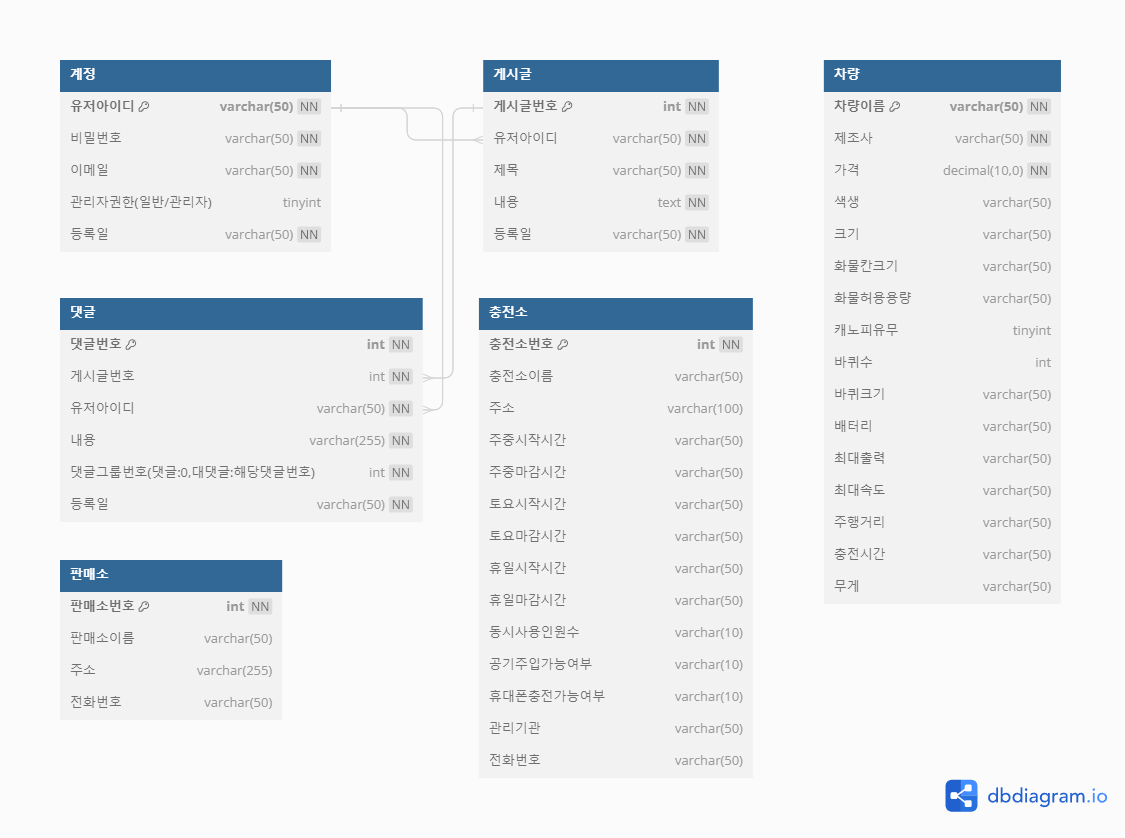 계정
유저아이디 varchar(50) NN
비밀번호 varchar(50) NN
이메일 varchar(50) NN
관리자권한(일반/관리자) tinyint
등록일 varchar(50) NN
게시글
게시글번호 int NN
유저아이디 varchar(50) NN
제목 varchar(50) NN
내용 text NN
등록일 varchar(50) NN
차량
차량이름 varchar(50) NN
제조사 varchar(50) NN
가격 decimal(10,0) NN
색생 varchar(50)
크기 varchar(50)
화물칸크기 varchar(50)
화물허용용량 varchar(50)
캐노피유무 tinyint
바퀴수 int
바퀴크기 varchar(50)
배터리 varchar(50)
최대출력 varchar(50)
최대속도 varchar(50)
주행거리 varchar(50)
충전시간 varchar(50)
무게 varchar(50)
댓글
댓글번호 int NN
게시글번호 int NN
유저아이디 varchar(50) NN
내용 varchar(255) NN
댓글그룹번호(댓글:0,대댓글:해당댓글번호) int NN
등록일 varchar(50) NN
충전소
충전소번호 int NN
충전소이름 varchar(50)
주소 varchar(100)
주중시작시간 varchar(50)
주중마감시간 varchar(50)
토요시작시간 varchar(50)
토요마감시간 varchar(50)
휴일시작시간 varchar(50)
휴일마감시간 varchar(50)
동시사용인원수 varchar(10)
공기주입가능여부 varchar(10)
휴대폰충전가능여부 varchar(10)
관리기관 varchar(50)
전화번호 varchar(50)
판매소
판매소번호 int NN
판매소이름 varchar(50)
주소 varchar(255)
전화번호 varchar(50)
dbdiagram.io